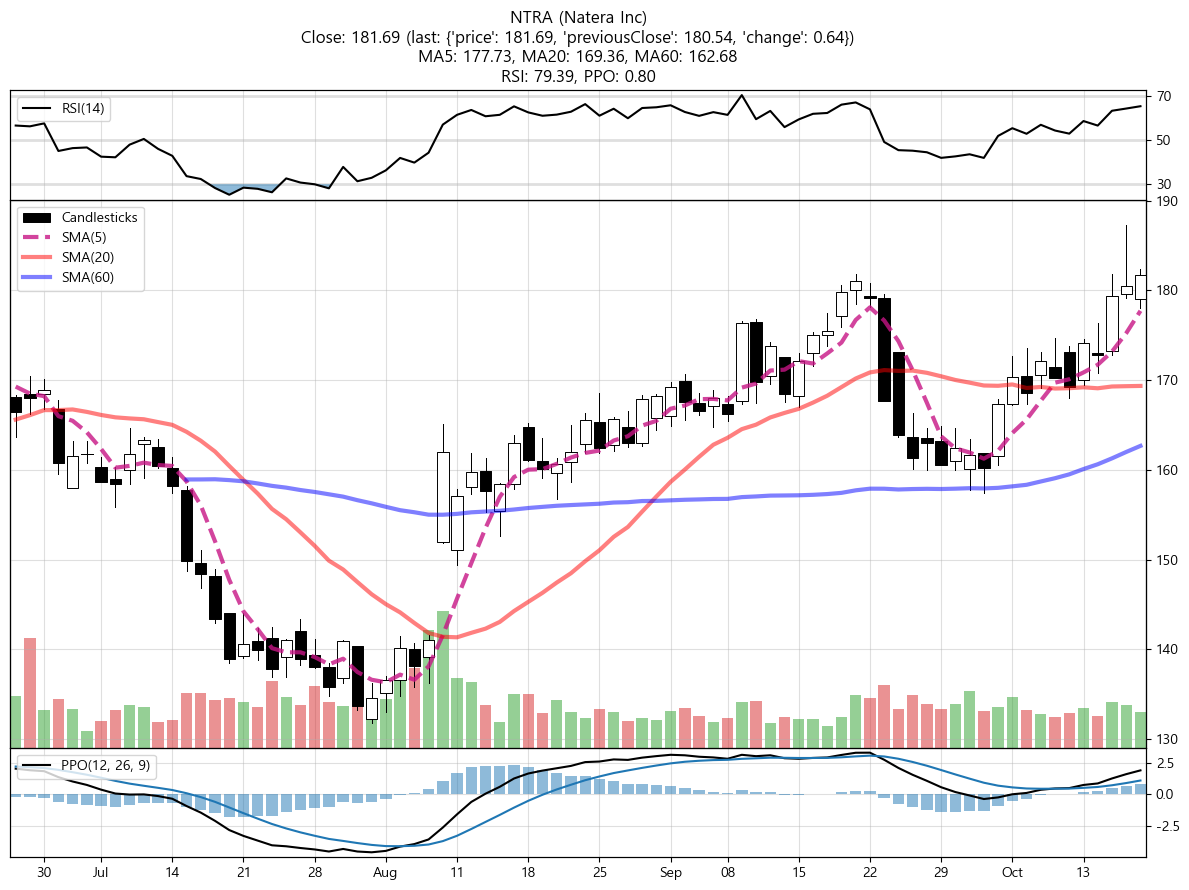 NTRA (Natera Inc)
Close: 181.69 (last: {'price': 181.69, 'previousClose': 180.54, 'change': 0.64})
MA5: 177.73, MA20: 169.36, MA60: 162.68
RSI: 79.39, PPO: 0.80
RSI(14)
70
50
30
Candlesticks
SMA(5)
SMA(20)
SMA(60)
190
180
170
160
150
140
130
PPO(12, 26, 9)
2.5
0.0
−2.5
30 Jul 14 21 28 Aug 11 18 25 Sep 08 15 22 29 Oct 13